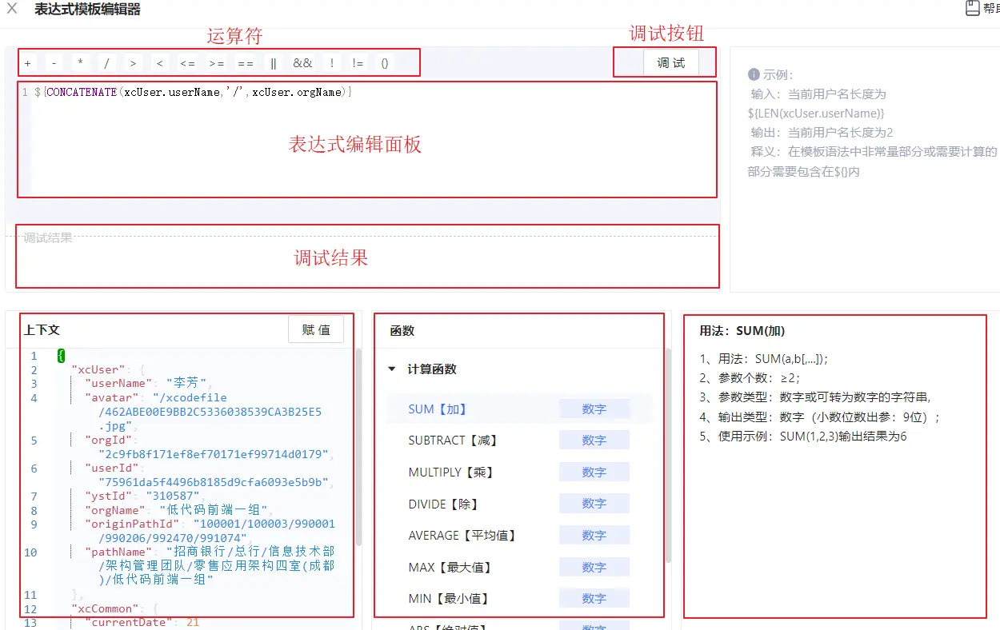 表达式模板编辑器
运算符
调试按钮
+ - * / > < <= >= == || && ! != ()
调 试
1 ${CONCATENATE(xcUser.userName,'/',xcUser.orgName)}
表达式编辑面板
调试结果
调试结果
示例：
输入：当前用户名长度为
${LEN(xcUser.userName)}
输出：当前用户名长度为2
释义：在模板语法中非常量部分或需要计算的
部分需要包含在${}内
上下文
赋 值
1 {
2 "xcUser": {
3 "userName": "李芳",
4 "avatar": "/xcodefile
/462ABE00E9BB2C5336038539CA3B25E5
.jpg",
5 "orgId":
"2c9fb8f171ef8ef70171ef99714d0179",
6 "userId":
"75961da5f4496b8185d9cfa6093e5b9b",
7 "ystId": "310587",
8 "orgName": "低代码前端一组",
9 "originPathId": "100001/100003/990001
/990206/992470/991074",
10 "pathName": "招商银行/总行/信息技术部
/架构管理团队/零售应用架构四室(成都
)/低代码前端一组"
11 },
12 "xcCommon": {
13 "currentDate": 21
函数
计算函数
SUM【加】 数字
SUBTRACT【减】 数字
MULTIPLY【乘】 数字
DIVIDE【除】 数字
AVERAGE【平均值】 数字
MAX【最大值】 数字
MIN【最小值】 数字
ABS【绝对值】 数字
用法：SUM(加)
1、用法：SUM(a,b[,...]);
2、参数个数：≥2;
3、参数类型：数字或可转为数字的字符串,
4、输出类型：数字（小数位数出参：9位）;
5、使用示例：SUM(1,2,3)输出结果为6